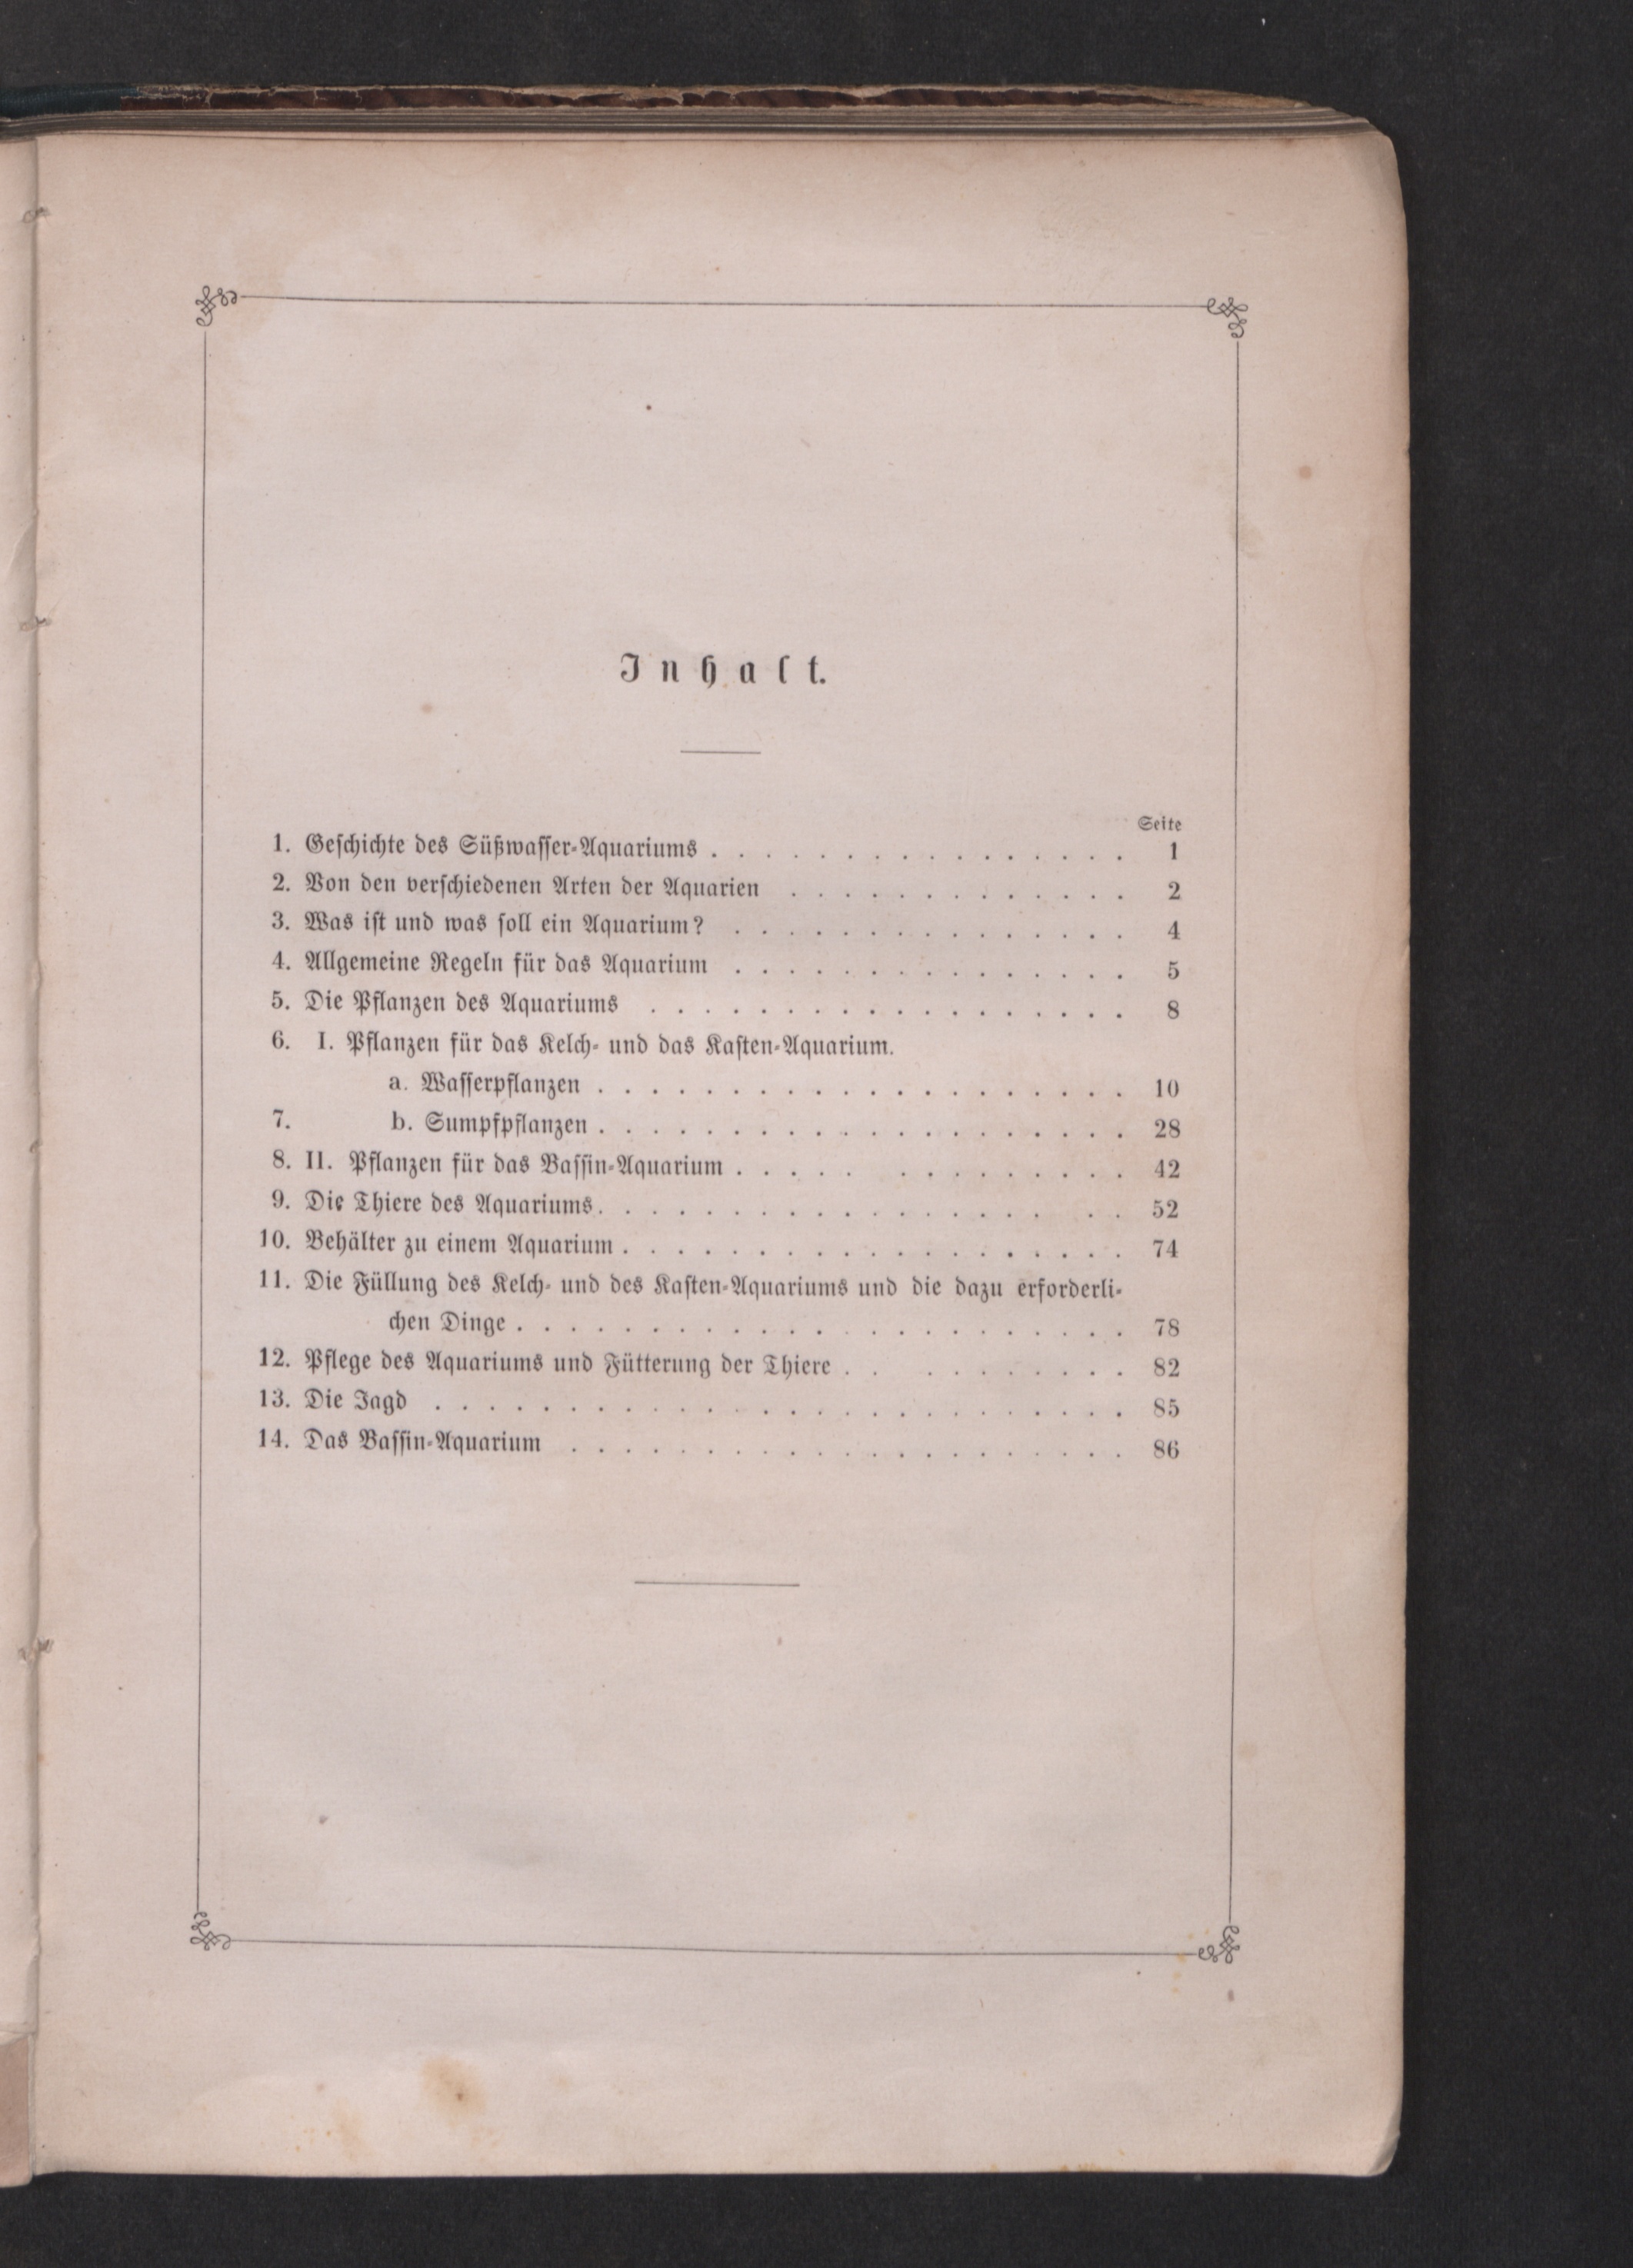 Inhalt.
Seite
1. Geschichte des Süßwasser-Aquariums . . . . . . . . . . . . . . . . 1
2. Von den verschiedenen Arten der Aquarien . . . . . . . . . . . . . 2
3. Was ist und was soll ein Aquarium? . . . . . . . . . . . . . . . 4
4. Allgemeine Regeln für das Aquarium . . . . . . . . . . . . . . . 5
5. Die Pflanzen des Aquariums . . . . . . . . . . . . . . . . . . 8
6. I. Pflanzen für das Kelch- und das Kasten-Aquarium.
a. Wasserpflanzen . . . . . . . . . . . . . . . . . . . . 10
7. b. Sumpfpflanzen . . . . . . . . . . . . . . . . . . . . 28
8. II. Pflanzen für das Bassin-Aquarium . . . . . . . . . . . . . . 42
9. Die Thiere des Aquariums. . . . . . . . . . . . . . . . . . . 52
10. Behälter zu einem Aquarium . . . . . . . . . . . . . . . . . . . 74
11. Die Füllung des Kelch- und des Kasten-Aquariums und die dazu erforderli-
chen Dinge . . . . . . . . . . . . . . . . . . . . . . . 78
12. Pflege des Aquariums und Fütterung der Thiere . . . . . . . . . . 82
13. Die Jagd . . . . . . . . . . . . . . . . . . . . . . . . . . 85
14. Das Bassin-Aquarium . . . . . . . . . . . . . . . . . . . . . 86